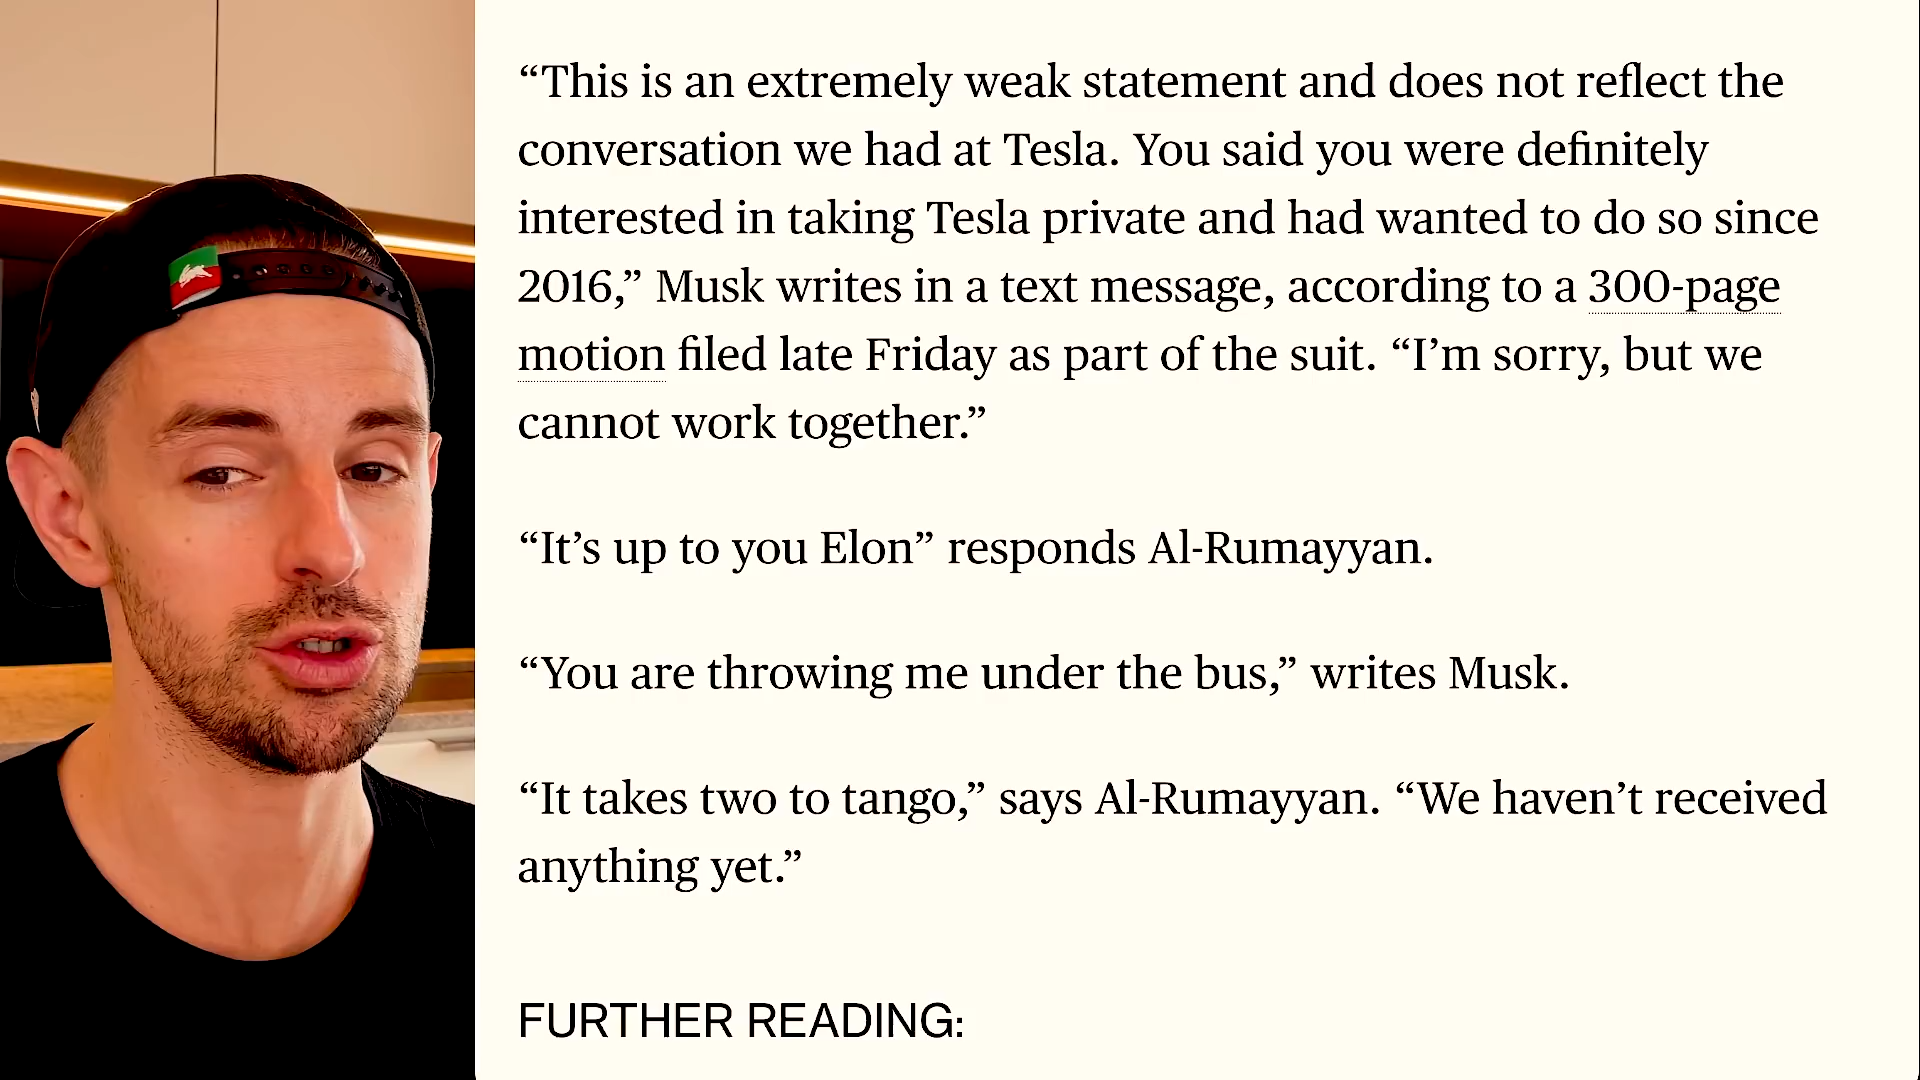 “This is an extremely weak statement and does not reflect the
conversation we had at Tesla. You said you were definitely
interested in taking Tesla private and had wanted to do so since
2016,” Musk writes in a text message, according to a 300-page
motion filed late Friday as part of the suit. “I’m sorry, but we
cannot work together.”
“It’s up to you Elon” responds Al-Rumayyan.
“You are throwing me under the bus,” writes Musk.
“It takes two to tango,” says Al-Rumayyan. “We haven’t received
anything yet.”
FURTHER READING: